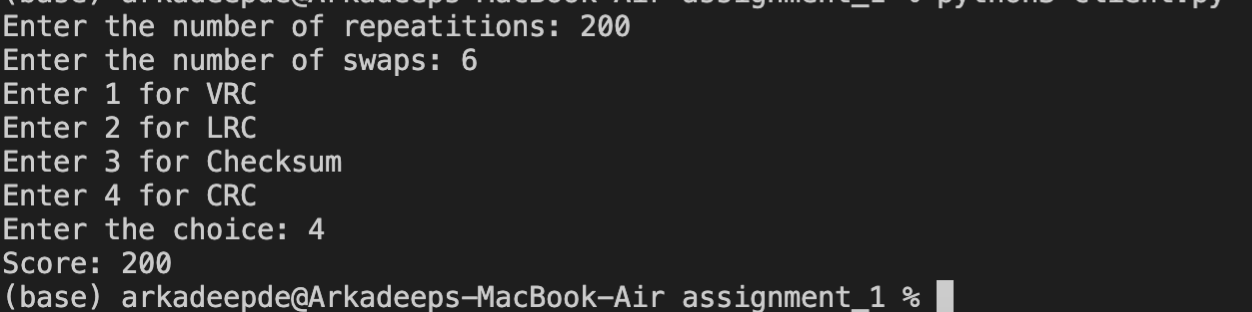 (base) arkadeepde@Arkadeeps-MacBook-Air assignment_1 % python3 client.py
Enter the number of repeatitions: 200
Enter the number of swaps: 6
Enter 1 for VRC
Enter 2 for LRC
Enter 3 for Checksum
Enter 4 for CRC
Enter the choice: 4
Score: 200
(base) arkadeepde@Arkadeeps-MacBook-Air assignment_1 %